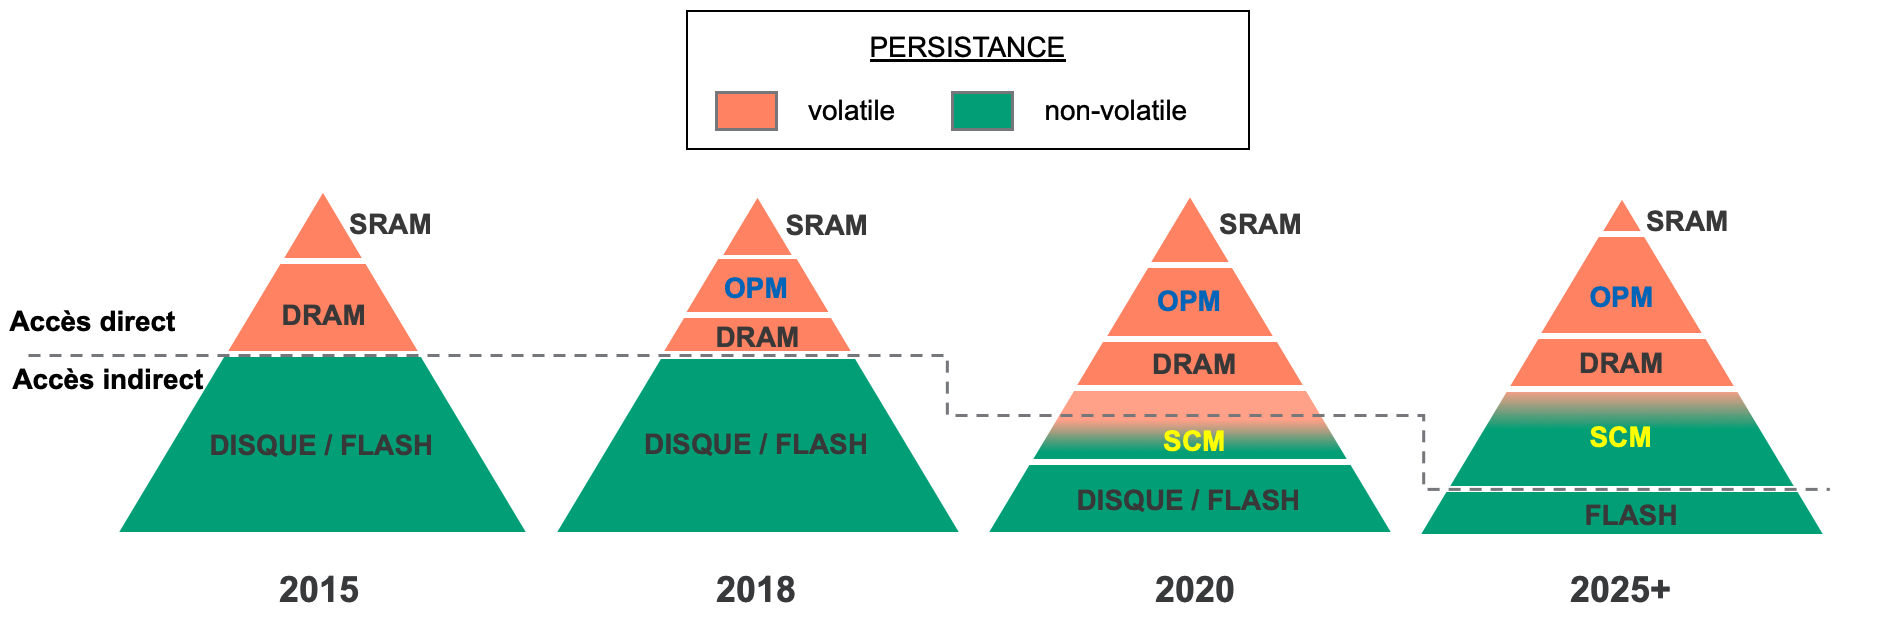 PERSISTANCE
volatile
non-volatile
SRAM
DRAM
DISQUE / FLASH
2015
SRAM
OPM
DRAM
DISQUE / FLASH
2018
SRAM
OPM
DRAM
SCM
DISQUE / FLASH
2020
SRAM
OPM
DRAM
SCM
FLASH
2025+
Accès direct
Accès indirect